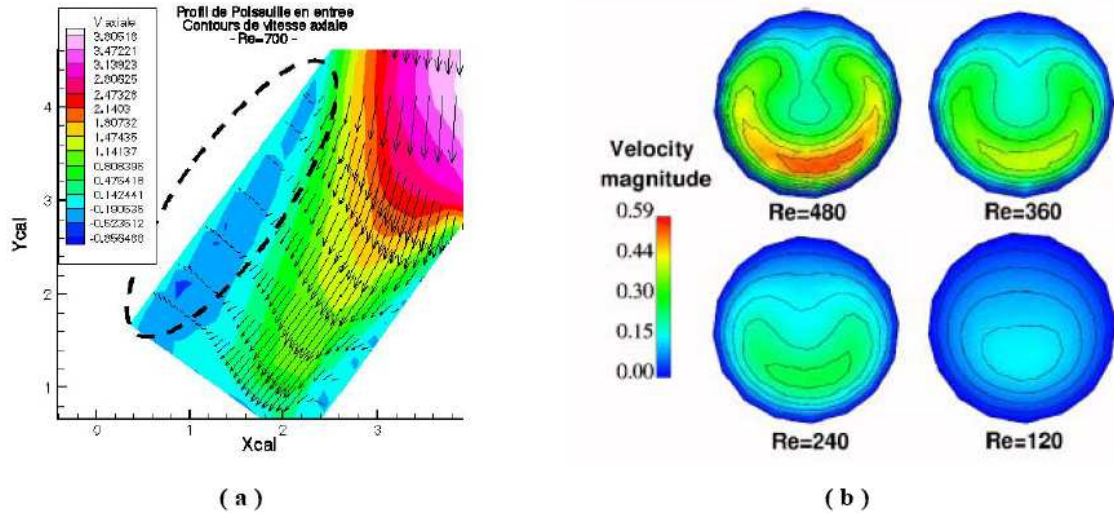 Profil de Poiseuille en entree
Contours de vitesse axiale
- Re=700 -
V axiale
3.80518
3.47221
3.13923
2.80625
2.47328
2.1403
1.80732
1.47435
1.14137
0.808395
0.475418
0.142441
-0.190535
-0.523512
-0.856488
Ycal
4
3
2
1
0
1
2
3
Xcal
( a )
Velocity
magnitude
0.59
0.44
0.30
0.15
0.00
Re=480
Re=360
Re=240
Re=120
( b )